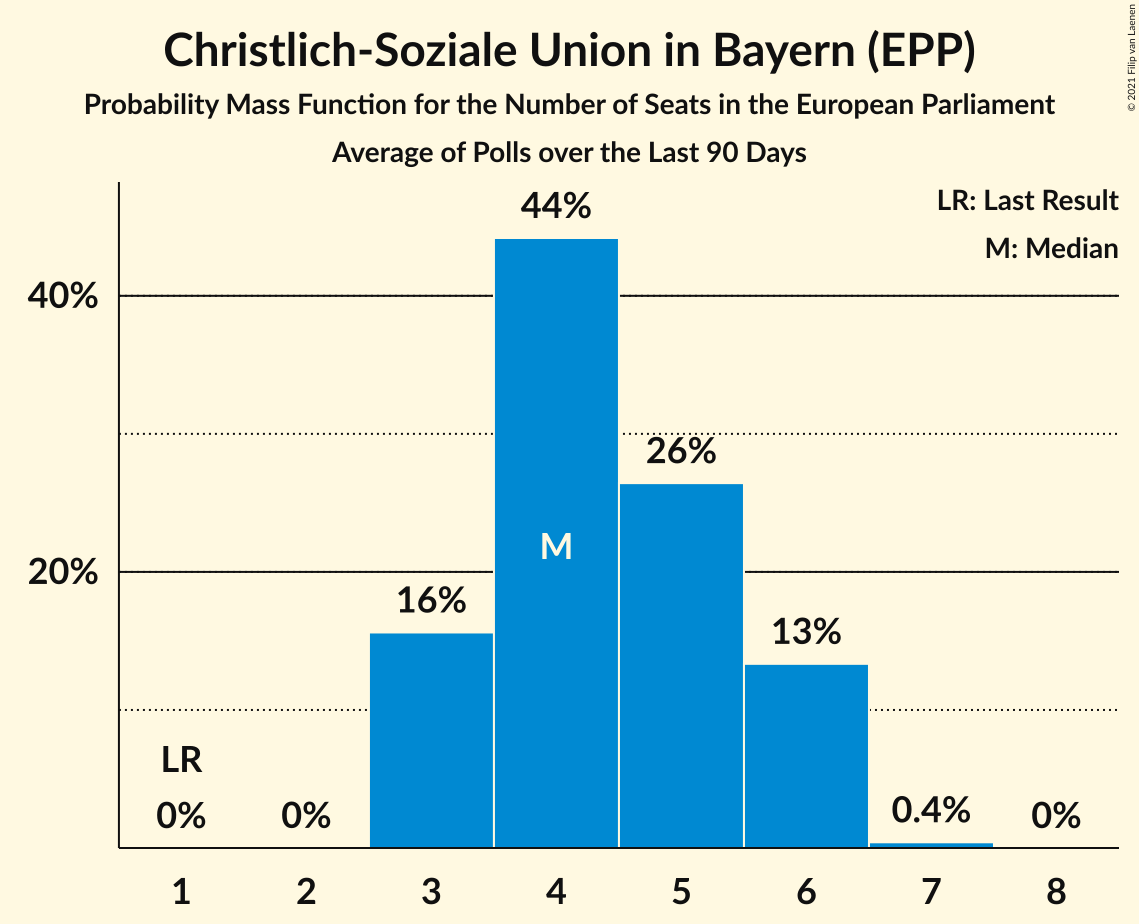 Christlich-Soziale Union in Bayern (EPP)
Probability Mass Function for the Number of Seats in the European Parliament
Average of Polls over the Last 90 Days
© 2021 Filip van Laenen
LR: Last Result
M: Median
44%
40%
26%
M
20%
16%
13%
LR
0%
0%
0.4%
0%
1 2 3 4 5 6 7 8